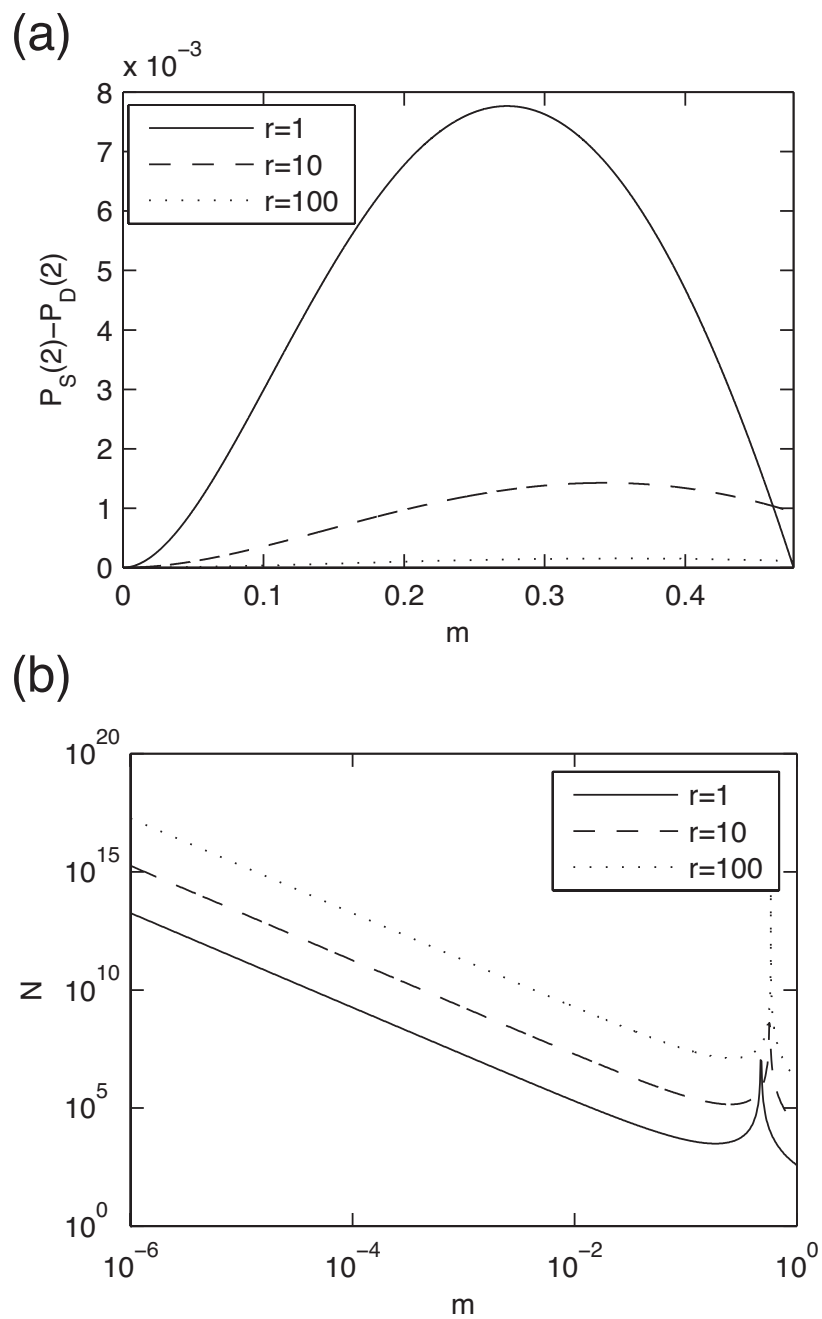 (a)
x 10^{-3}
8
7
6
5
4
3
2
1
0
P_S(2)−P_D(2)
r=1
r=10
r=100
0 0.1 0.2 0.3 0.4
m
(b)
10^{20}
10^{15}
10^{10}
10^{5}
10^{0}
N
r=1
r=10
r=100
10^{−6} 10^{−4} 10^{−2} 10^{0}
m